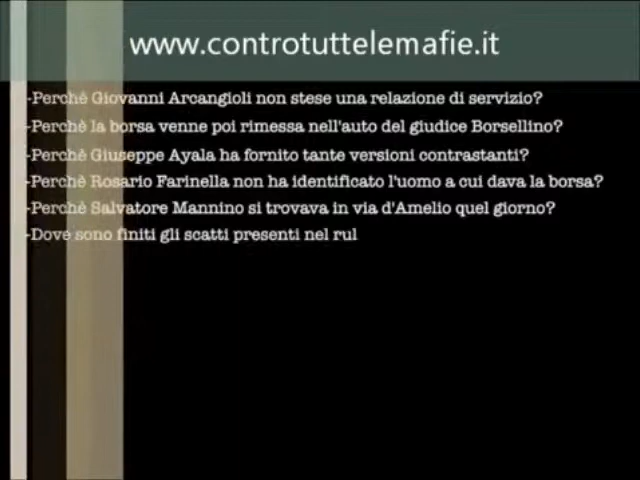 www.controtuttelemafie.it
-Perché Giovanni Arcangioli non stese una relazione di servizio?
-Perchè la borsa venne poi rimessa nell'auto del giudice Borsellino?
-Perché Giuseppe Ayala ha fornito tante versioni contrastanti?
-Perchè Rosario Farinella non ha identificato l'uomo a cui dava la borsa?
-Perchè Salvatore Mannino si trovava in via d'Amelio quel giorno?
-Dove sono finiti gli scatti presenti nel rul